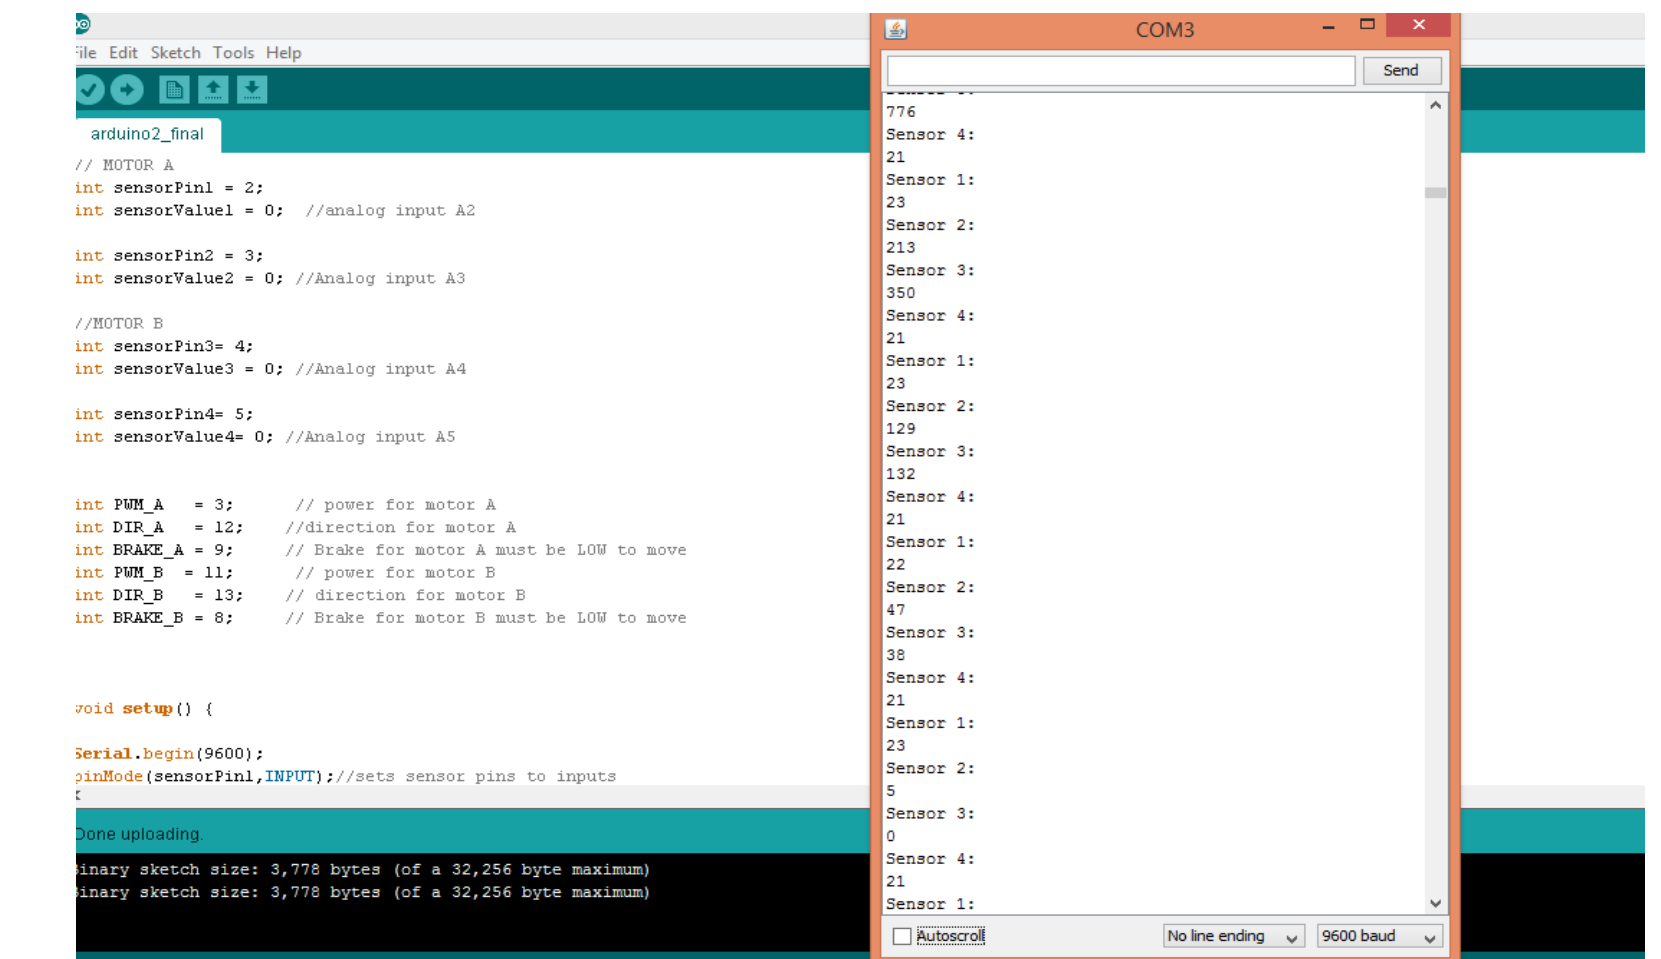 COM3
File Edit Sketch Tools Help
Send
arduino2_final
// MOTOR A
int sensorPin1 = 2;
int sensorValue1 = 0;  //analog input A2
int sensorPin2 = 3;
int sensorValue2 = 0; //Analog input A3
//MOTOR B
int sensorPin3= 4;
int sensorValue3 = 0; //Analog input A4
int sensorPin4= 5;
int sensorValue4= 0; //Analog input A5
int PWM_A   = 3;      // power for motor A
int DIR_A   = 12;    //direction for motor A
int BRAKE_A = 9;     // Brake for motor A must be LOW to move
int PWM_B  = 11;      // power for motor B
int DIR_B   = 13;    // direction for motor B
int BRAKE_B = 8;     // Brake for motor B must be LOW to move
void setup() {
Serial.begin(9600);
pinMode(sensorPin1,INPUT);//sets sensor pins to inputs
Done uploading.
Binary sketch size: 3,778 bytes (of a 32,256 byte maximum)
Binary sketch size: 3,778 bytes (of a 32,256 byte maximum)
776
Sensor 4:
21
Sensor 1:
23
Sensor 2:
213
Sensor 3:
350
Sensor 4:
21
Sensor 1:
23
Sensor 2:
129
Sensor 3:
132
Sensor 4:
21
Sensor 1:
22
Sensor 2:
47
Sensor 3:
38
Sensor 4:
21
Sensor 1:
23
Sensor 2:
5
Sensor 3:
0
Sensor 4:
21
Sensor 1:
Autoscroll
No line ending
9600 baud